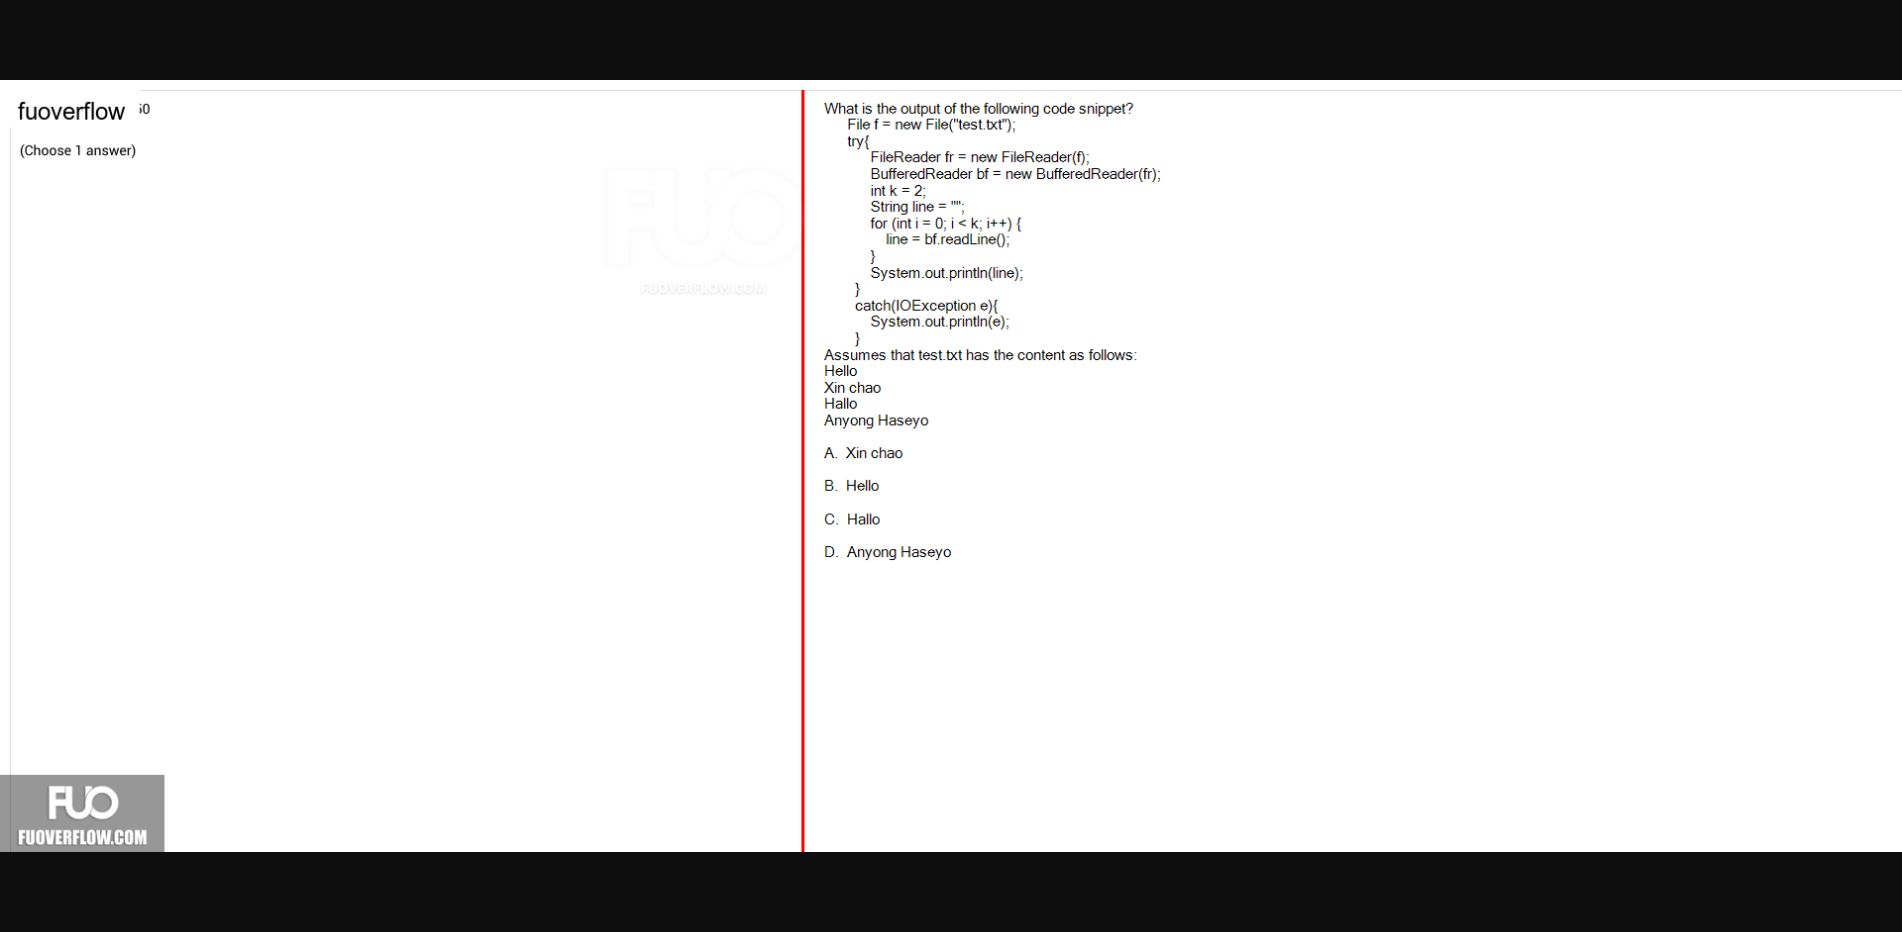 fuoverflow
60
(Choose 1 answer)
FUO
FUOVERFLOW.COM
What is the output of the following code snippet?
File f = new File("test.txt");
try{
FileReader fr = new FileReader(f);
BufferedReader bf = new BufferedReader(fr);
int k = 2;
String line = "";
for (int i = 0; i < k; i++) {
line = bf.readLine();
}
System.out.println(line);
}
catch(IOException e){
System.out.println(e);
}
Assumes that test.txt has the content as follows:
Hello
Xin chao
Hallo
Anyong Haseyo
A. Xin chao
B. Hello
C. Hallo
D. Anyong Haseyo
FUO
FUOVERFLOW.COM